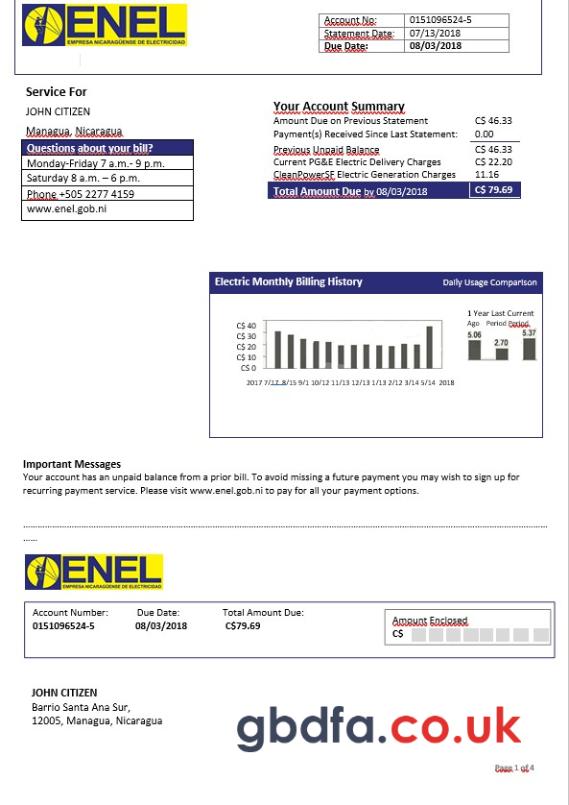 ENEL
EMPRESA NICARAGÜENSE DE ELECTRICIDAD
Account No: 0151096524-5
Statement Date: 07/13/2018
Due Date: 08/03/2018
Service For
JOHN CITIZEN
Managua, Nicaragua
Questions about your bill?
Monday-Friday 7 a.m.- 9 p.m.
Saturday 8 a.m. – 6 p.m.
Phone +505 2277 4159
www.enel.gob.ni
Your Account Summary
Amount Due on Previous Statement C$ 46.33
Payment(s) Received Since Last Statement: 0.00
Previous Unpaid Balance C$ 46.33
Current PG&E Electric Delivery Charges C$ 22.20
CleanPowerSF Electric Generation Charges 11.16
Total Amount Due by 08/03/2018 C$ 79.69
Electric Monthly Billing History Daily Usage Comparison
1 Year Last Current
Ago Period Period
C$ 40
C$ 30
C$ 20
C$ 10
C$ 0
5.06 2.70 5.37
2017 7/17 8/15 9/1 10/12 11/13 12/13 1/13 2/12 3/14 5/14 2018
Important Messages
Your account has an unpaid balance from a prior bill. To avoid missing a future payment you may wish to sign up for
recurring payment service. Please visit www.enel.gob.ni to pay for all your payment options.
ENEL
EMPRESA NICARAGÜENSE DE ELECTRICIDAD
Account Number: Due Date: Total Amount Due:
0151096524-5 08/03/2018 C$79.69
Amount Enclosed
C$
JOHN CITIZEN
Barrio Santa Ana Sur,
12005, Managua, Nicaragua
gbdfa.co.uk
Page 1 of 4